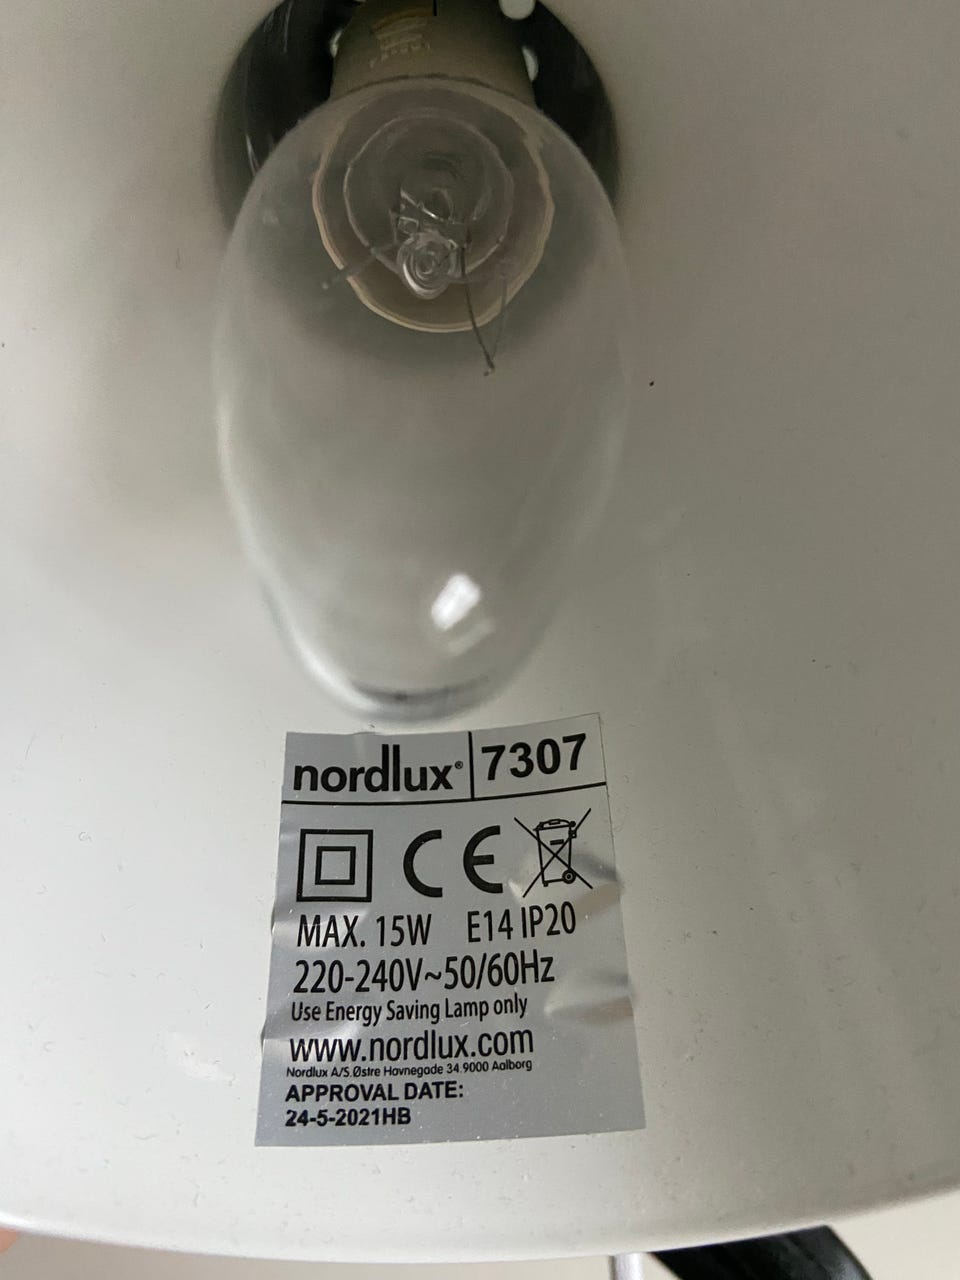 nordlux® 7307
CE
MAX. 15W E14 IP20
220-240V~50/60Hz
Use Energy Saving Lamp only
www.nordlux.com
Nordlux A/S.Østre Havnegade 34.9000 Aalborg
APPROVAL DATE:
24-5-2021HB